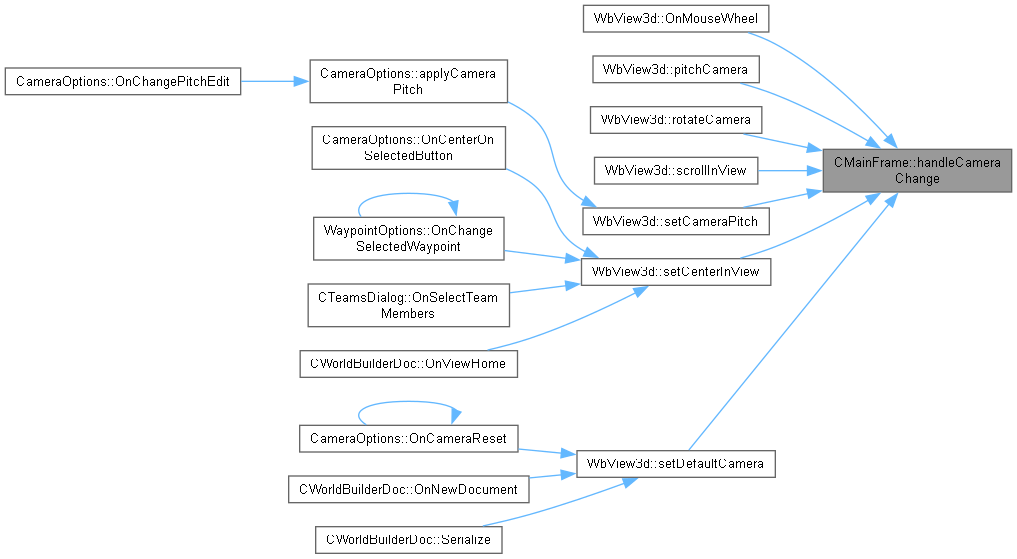 WbView3d::OnMouseWheel
WbView3d::pitchCamera
CameraOptions::OnChangePitchEdit
CameraOptions::applyCamera
Pitch
WbView3d::rotateCamera
CameraOptions::OnCenterOn
SelectedButton
WbView3d::scrollInView
CMainFrame::handleCamera
Change
WbView3d::setCameraPitch
WaypointOptions::OnChange
SelectedWaypoint
WbView3d::setCenterInView
CTeamsDialog::OnSelectTeam
Members
CWorldBuilderDoc::OnViewHome
CameraOptions::OnCameraReset
WbView3d::setDefaultCamera
CWorldBuilderDoc::OnNewDocument
CWorldBuilderDoc::Serialize